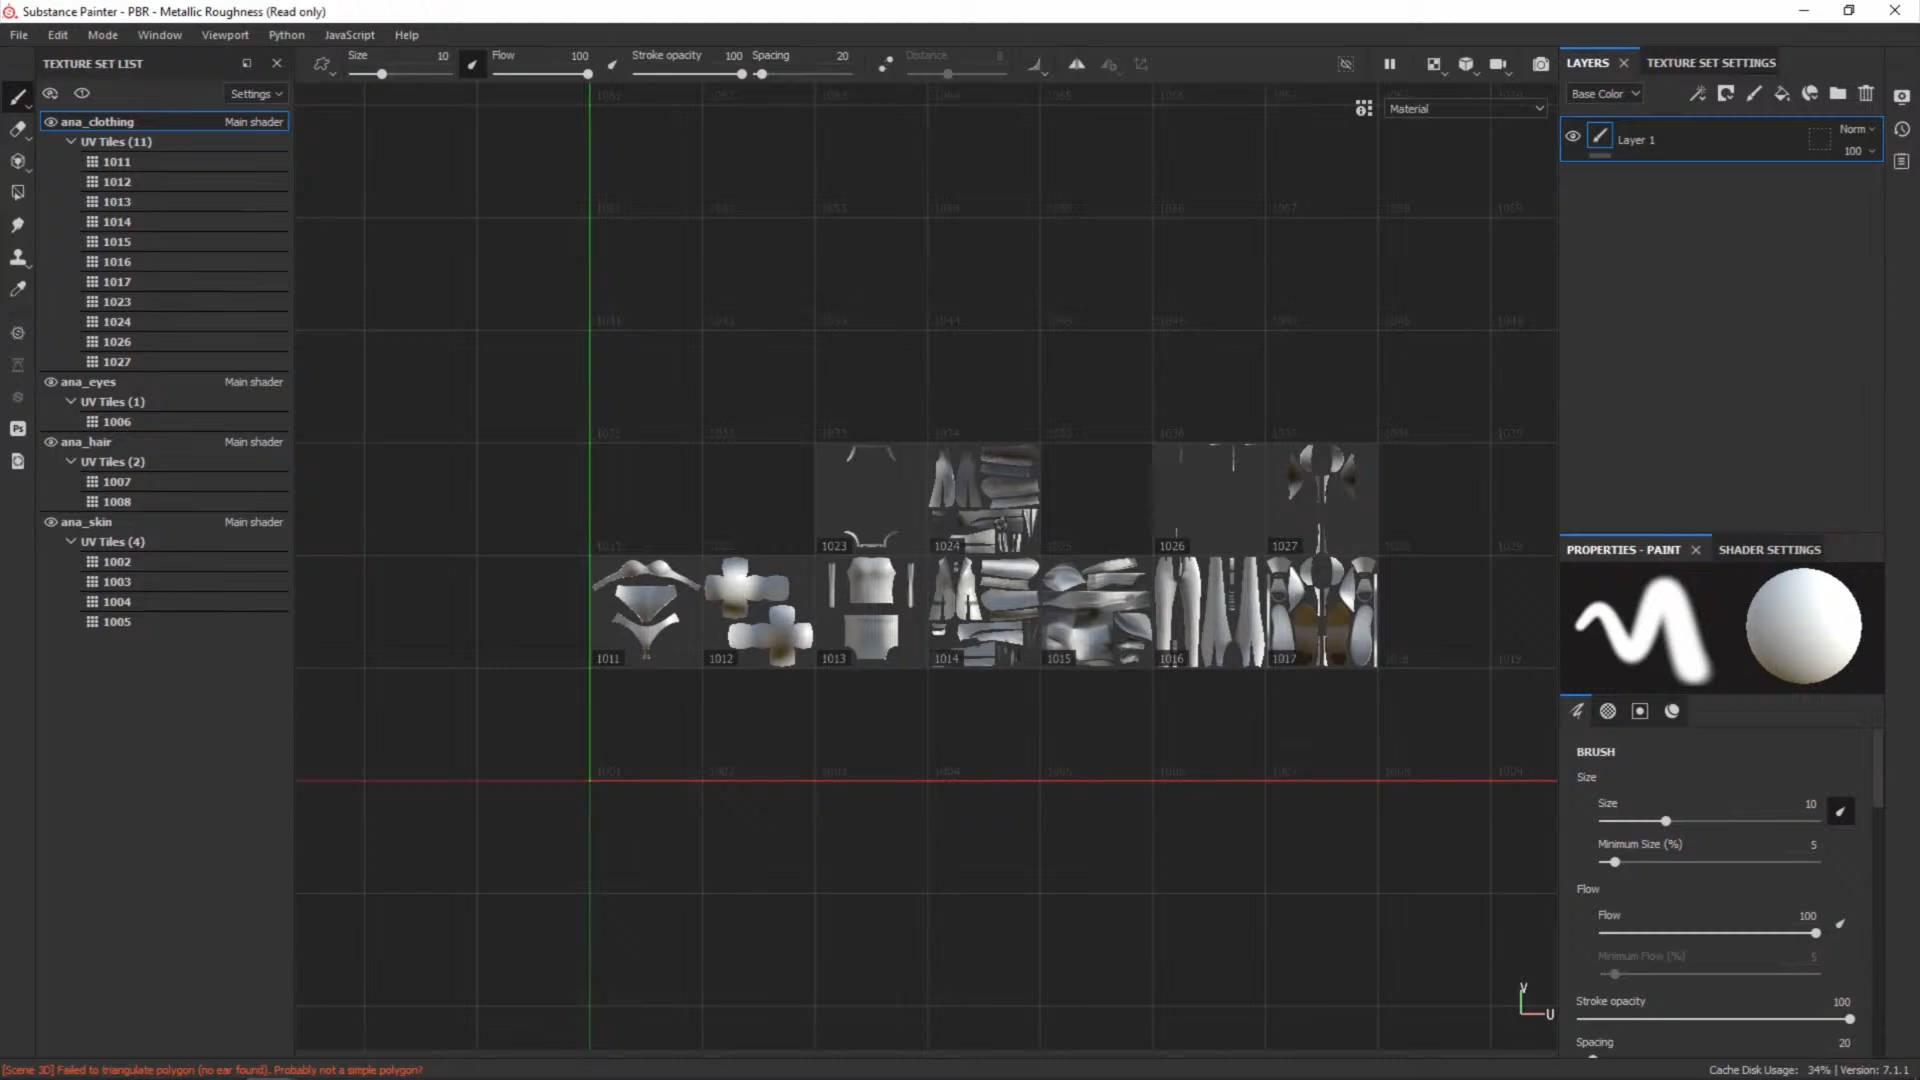 Substance Painter - PBR - Metallic Roughness (Read only)
File Edit Mode Window Viewport Python JavaScript Help
TEXTURE SET LIST
Size 10 Flow 100 Stroke opacity 100 Spacing 20 Distance 8
LAYERS TEXTURE SET SETTINGS
Settings
Base Color
Material
ana_clothing Main shader
UV Tiles (11)
1011
1012
1013
1014
1015
1016
1017
1023
1024
1026
1027
ana_eyes Main shader
UV Tiles (1)
1006
ana_hair Main shader
UV Tiles (2)
1007
1008
ana_skin Main shader
UV Tiles (4)
1002
1003
1004
1005
Ps
1023 1024 1026 1027
1011 1012 1013 1014 1015 1016 1017
V
U
Layer 1 Norm
100
PROPERTIES - PAINT SHADER SETTINGS
BRUSH
Size
Size 10
Minimum Size (%) 5
Flow
Flow 100
Minimum Flow (%) 5
Stroke opacity 100
Spacing 20
[Scene 3D] Failed to triangulate polygon (no ear found). Probably not a simple polygon?
Cache Disk Usage: 34% | Version: 7.1.1